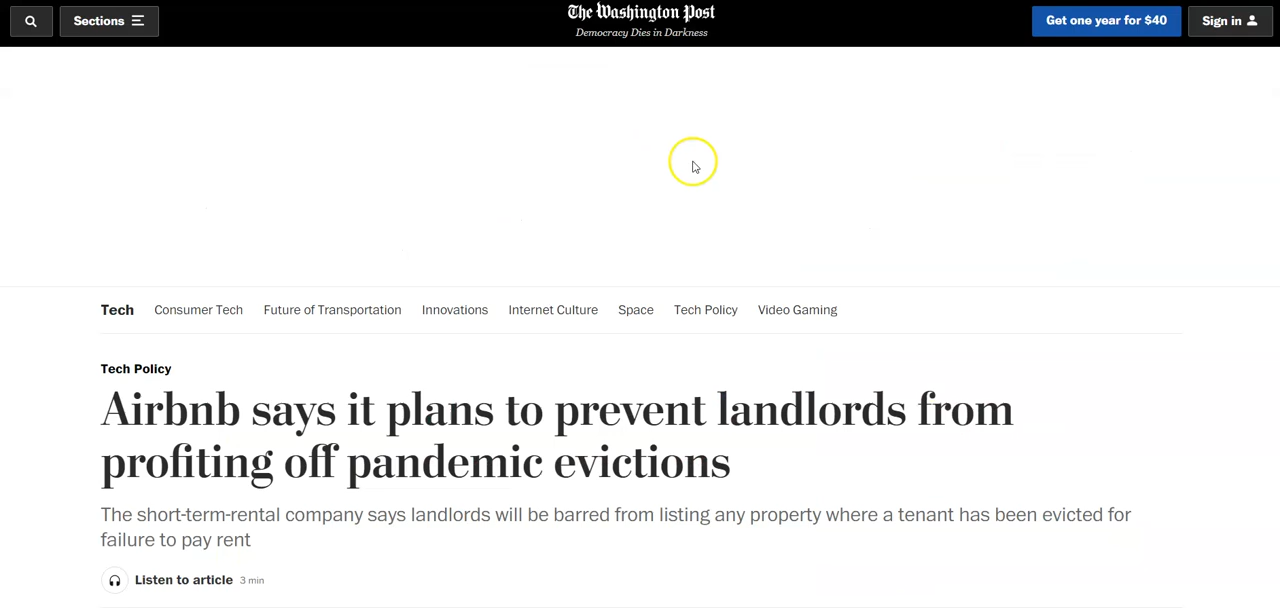 Sections
The Washington Post
Democracy Dies in Darkness
Get one year for $40
Sign in
Tech Consumer Tech Future of Transportation Innovations Internet Culture Space Tech Policy Video Gaming
Tech Policy
Airbnb says it plans to prevent landlords from
profiting off pandemic evictions
The short-term-rental company says landlords will be barred from listing any property where a tenant has been evicted for
failure to pay rent
Listen to article 3 min